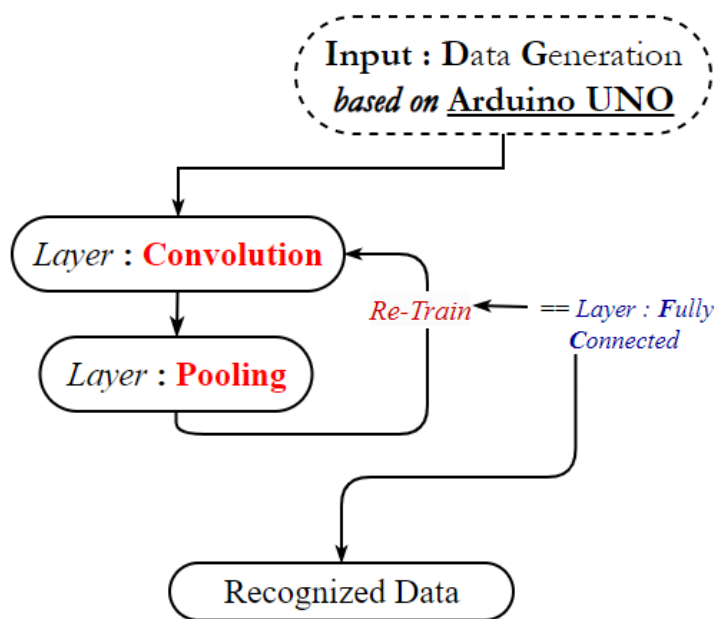 Input : Data Generation
based on Arduino UNO
Layer : Convolution
Re-Train
== Layer : Fully
Connected
Layer : Pooling
Recognized Data